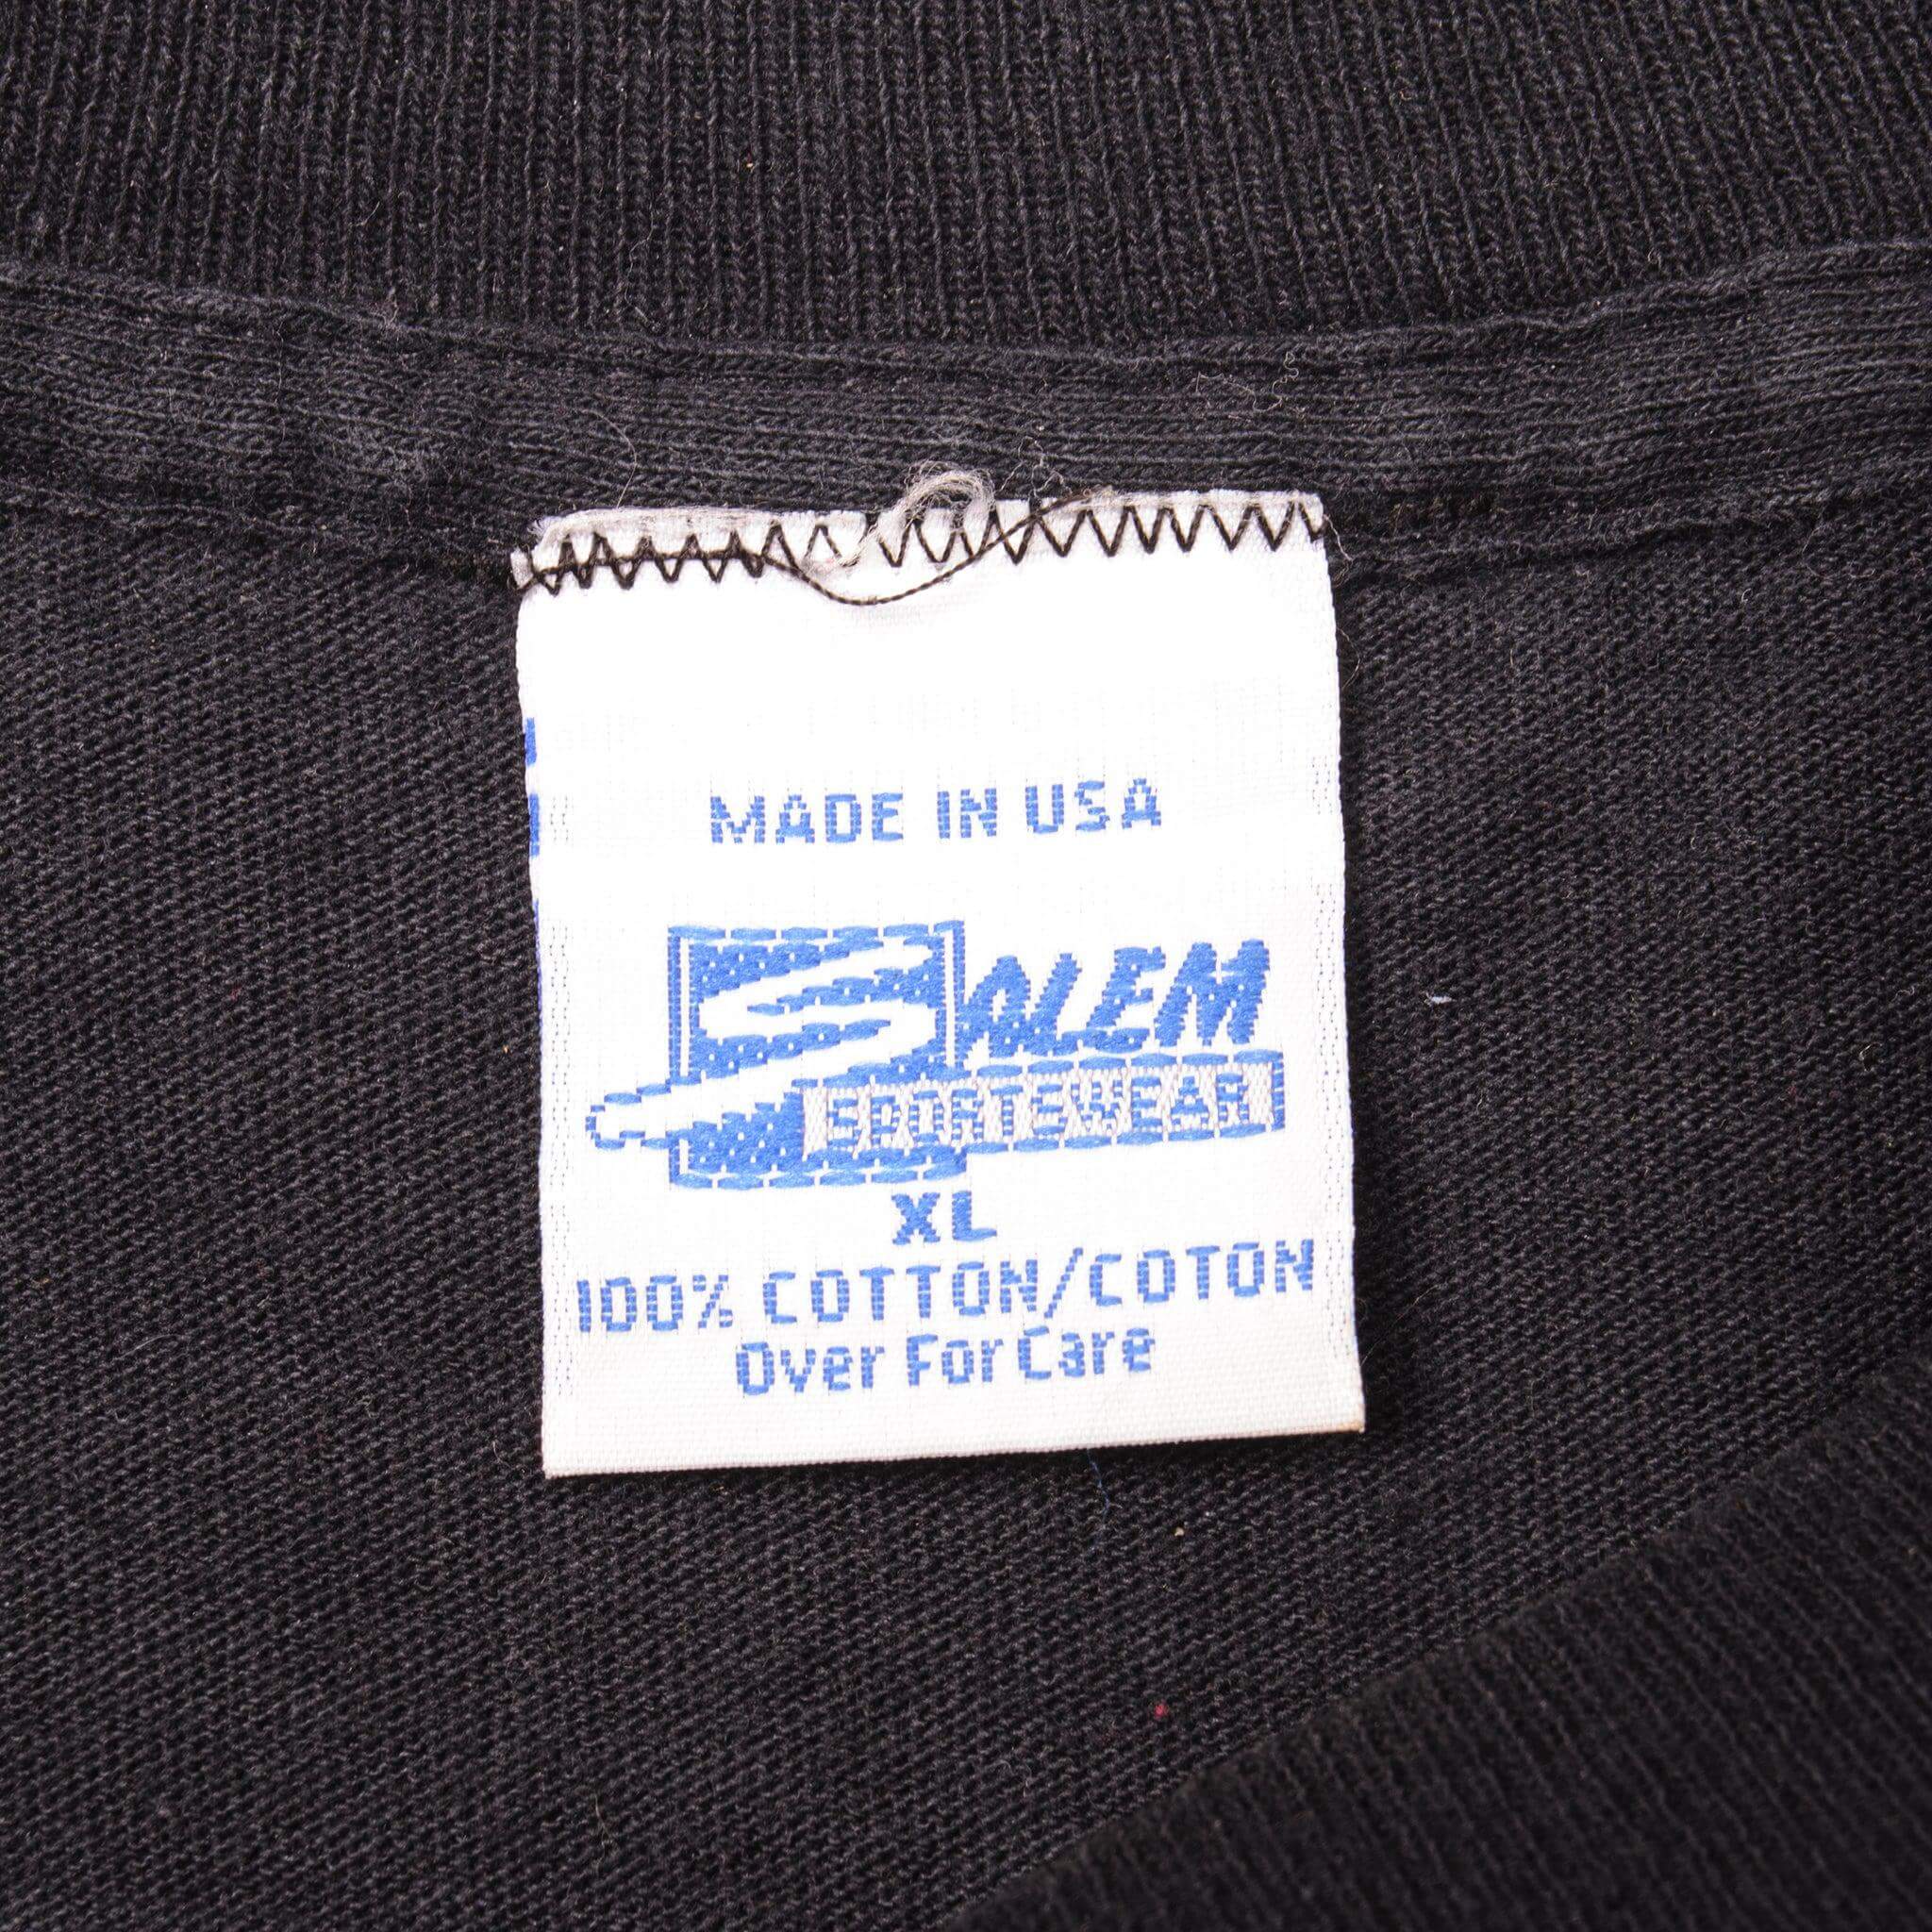 MADE IN USA
SALEM
SPORTSWEAR
XL
100% COTTON/COTON
Over For Care